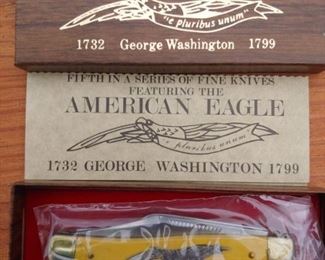 "e pluribus unum"
1732 George Washington 1799
FIFTH IN A SERIES OF FINE KNIVES
FEATURING THE
AMERICAN EAGLE
"e pluribus unum"
1732 GEORGE WASHINGTON 1799